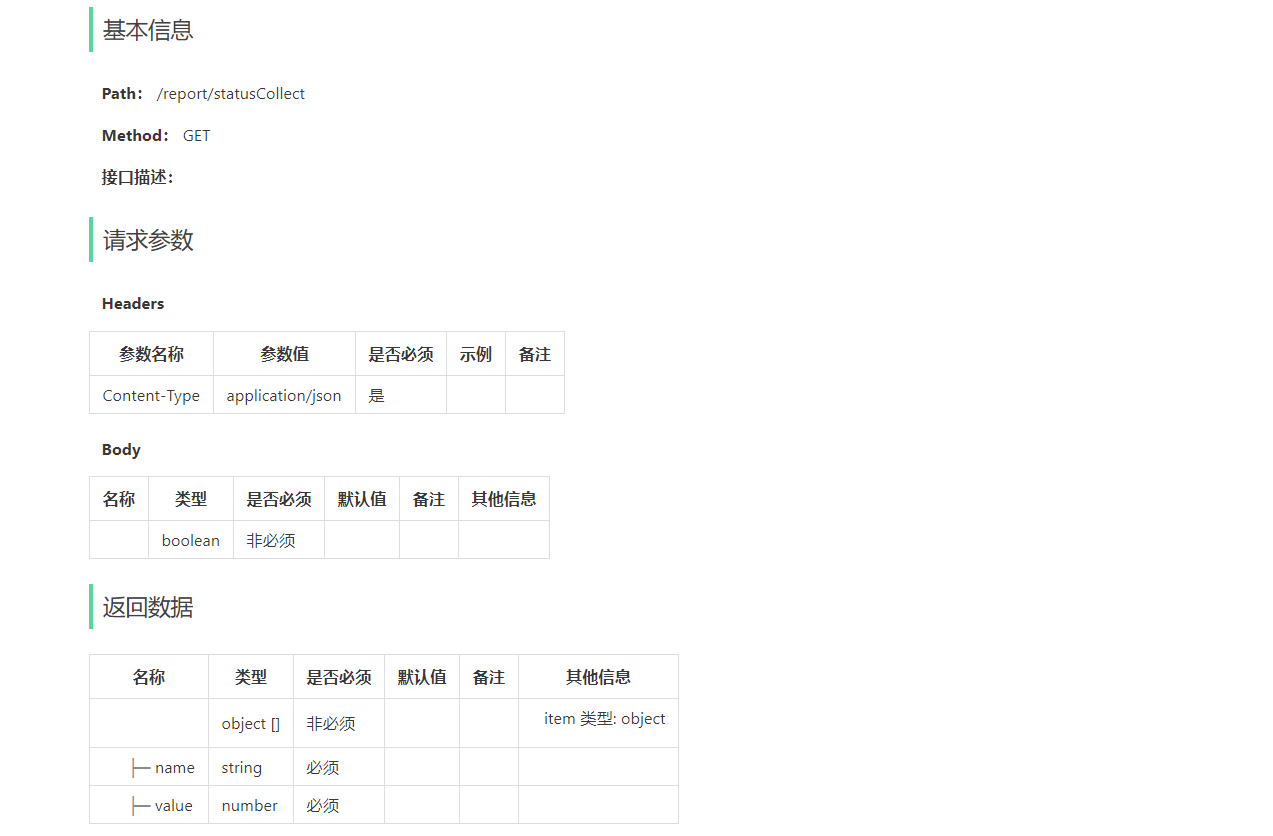 基本信息
Path： /report/statusCollect
Method： GET
接口描述：
请求参数
Headers
参数名称 参数值 是否必须 示例 备注
Content-Type application/json 是
Body
名称 类型 是否必须 默认值 备注 其他信息
boolean 非必须
返回数据
名称 类型 是否必须 默认值 备注 其他信息
object [] 非必须 item 类型: object
├─ name string 必须
├─ value number 必须